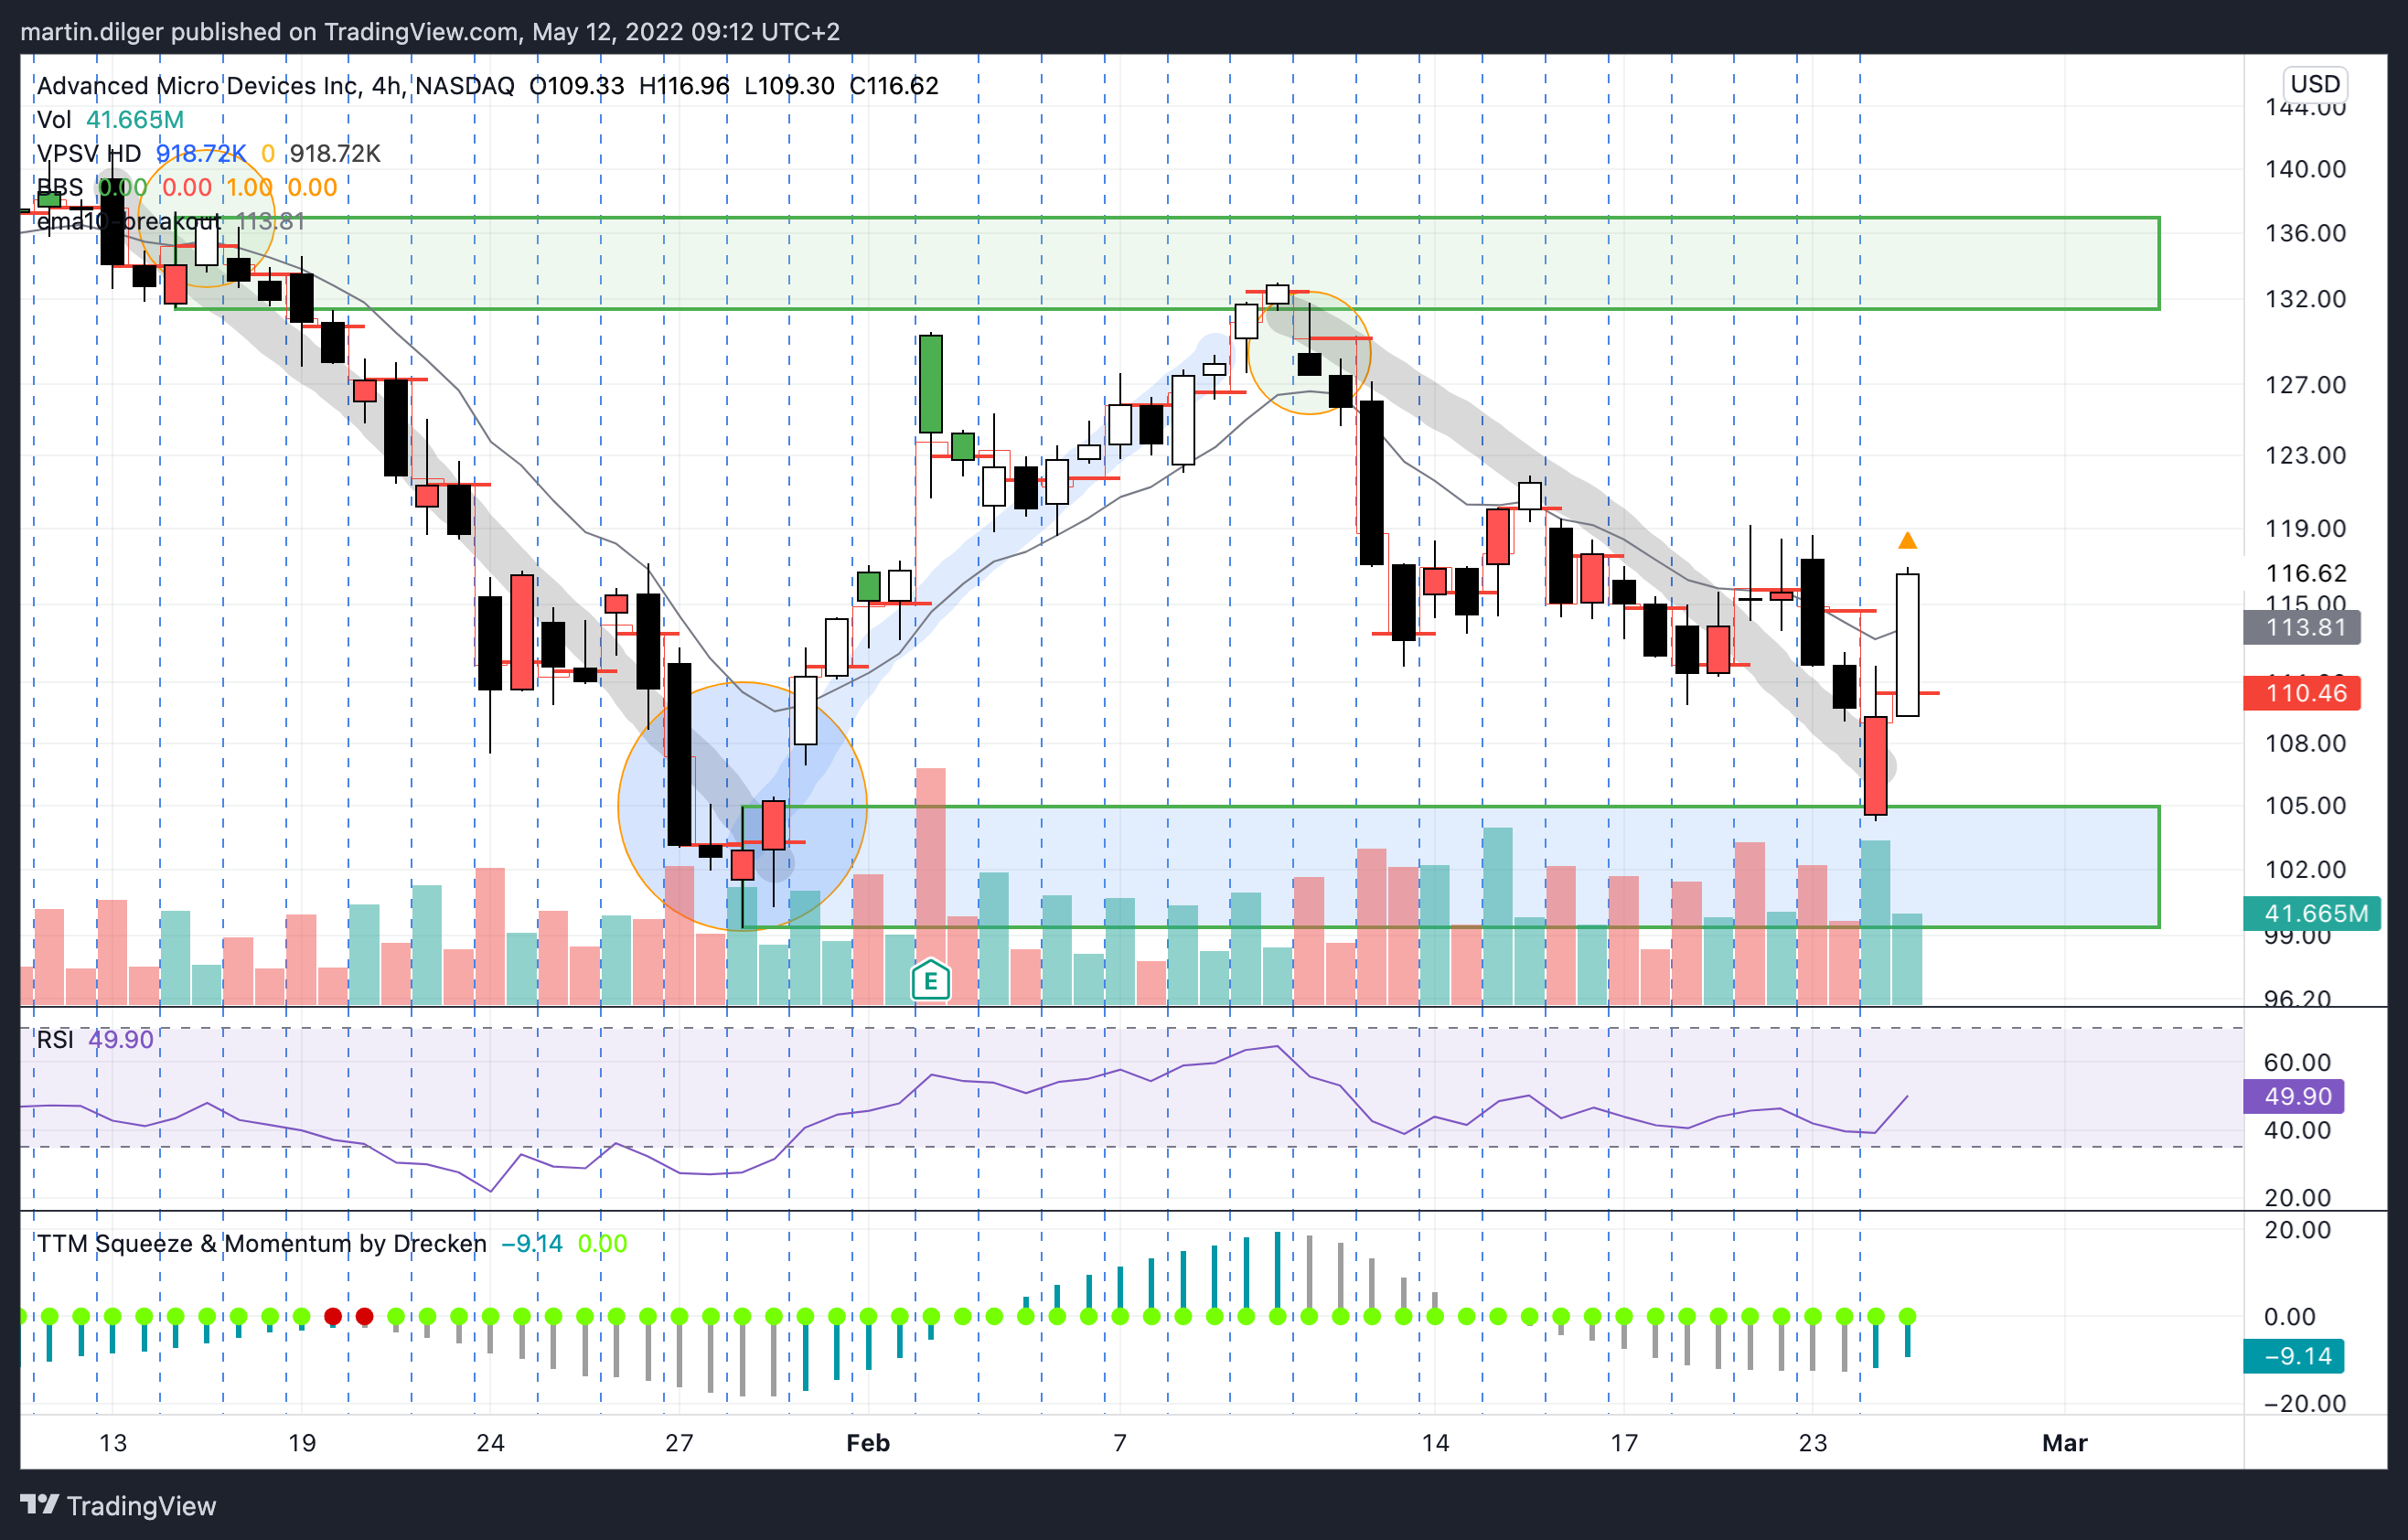 martin.dilger published on TradingView.com, May 12, 2022 09:12 UTC+2
Advanced Micro Devices Inc, 4h, NASDAQ O109.33 H116.96 L109.30 C116.62
Vol 41.665M
VPSV HD 918.72K 0 918.72K
BBS 0.00 0.00 1.00 0.00
ema10-breakout 113.81
USD
144.00
140.00
136.00
132.00
127.00
123.00
119.00
116.62
115.00
113.81
110.46
108.00
105.00
102.00
41.665M
99.00
96.20
E
RSI 49.90
60.00
49.90
40.00
20.00
TTM Squeeze & Momentum by Drecken −9.14 0.00
20.00
0.00
−9.14
−20.00
13 19 24 27 Feb 7 14 17 23 Mar
TradingView